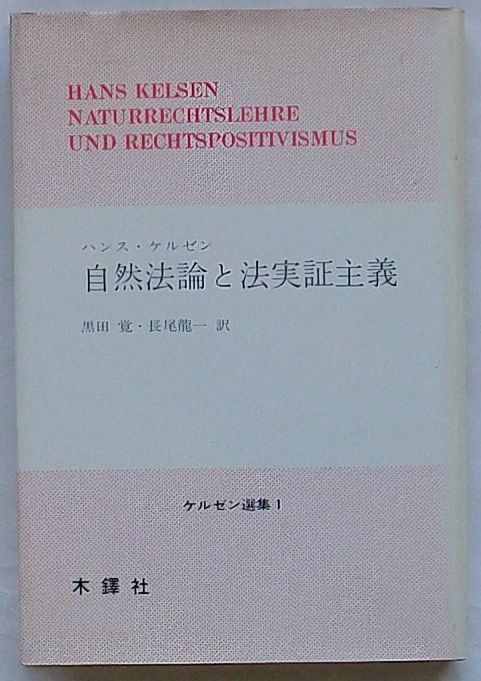 HANS KELSEN
NATURRECHTSLEHRE
UND RECHTSPOSITIVISMUS
ハンス・ケルゼン
自然法論と法実証主義
黒田 覚・長尾龍一 訳
ケルゼン選集1
木鐸社